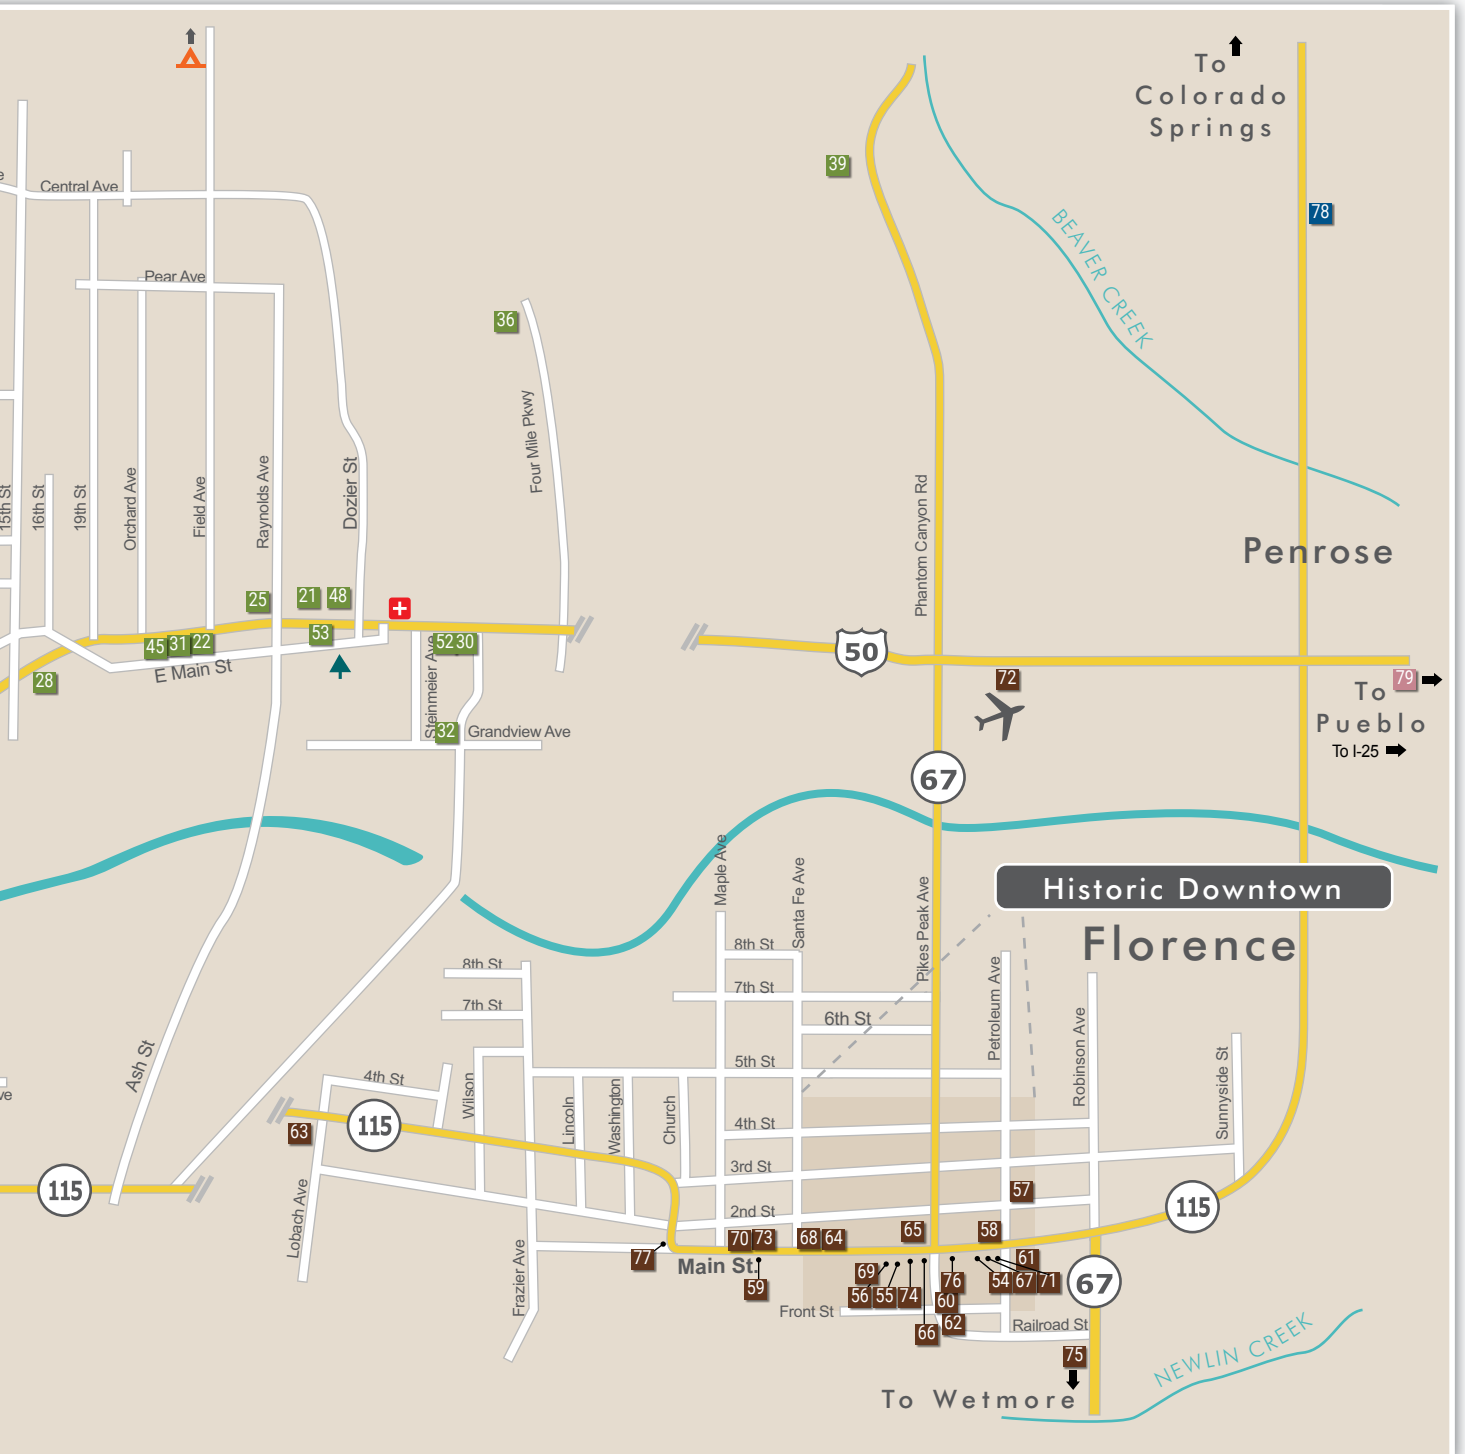 To
Colorado
Springs
39
Central Ave
78
BEAVER CREEK
Pear Ave
36
Four Mile Pkwy
15th St
16th St
19th St
Orchard Ave
Field Ave
Raynolds Ave
Dozier St
Phantom Canyon Rd
Penrose
25
21
48
45
31
22
53
52
30
50
E Main St
28
Steinmeier Ave
72
79
To
Pueblo
To I-25
32
Grandview Ave
67
Maple Ave
Santa Fe Ave
Pikes Peak Ave
Historic Downtown
Florence
8th St
8th St
7th St
7th St
6th St
Petroleum Ave
Robinson Ave
Sunnyside St
Ash St
4th St
Wilson
5th St
Lincoln
Washington
Church
ve
63
115
4th St
3rd St
115
2nd St
57
115
Lobach Ave
Frazier Ave
70
73
68
64
65
58
77
Main St.
59
69
61
56
55
74
76
54
67
71
67
60
Front St
66
62
Railroad St
75
To Wetmore
NEWLIN CREEK